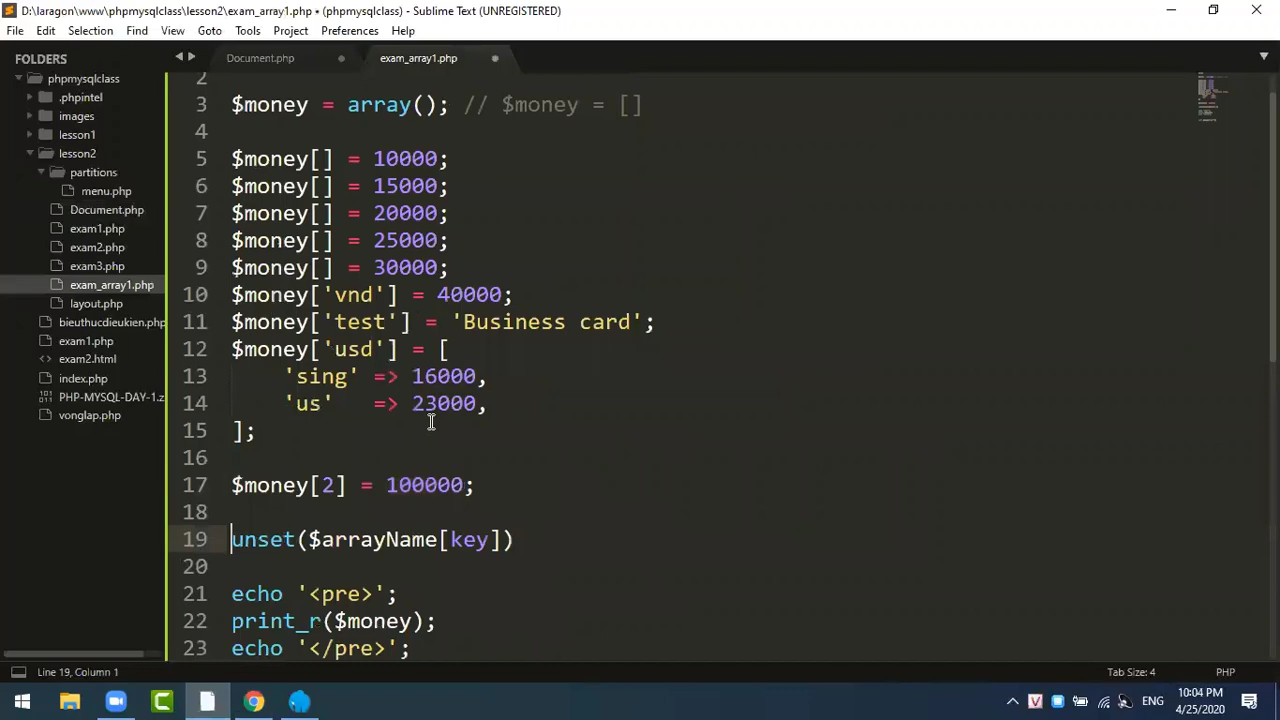 D:\laragon\www\phpmysqlclass\lesson2\exam_array1.php • (phpmysqlclass) - Sublime Text (UNREGISTERED)
File Edit Selection Find View Goto Tools Project Preferences Help
FOLDERS
phpmysqlclass
.phpintel
images
lesson1
lesson2
partitions
menu.php
Document.php
exam1.php
exam2.php
exam3.php
exam_array1.php
layout.php
bieuthucdieukien.php
exam1.php
exam2.html
index.php
PHP-MYSQL-DAY-1.z
vonglap.php
Document.php exam_array1.php
2
3 $money = array(); // $money = []
4
5 $money[] = 10000;
6 $money[] = 15000;
7 $money[] = 20000;
8 $money[] = 25000;
9 $money[] = 30000;
10 $money['vnd'] = 40000;
11 $money['test'] = 'Business card';
12 $money['usd'] = [
13 'sing' => 16000,
14 'us' => 23000,
15 ];
16
17 $money[2] = 100000;
18
19 unset($arrayName[key])
20
21 echo '<pre>';
22 print_r($money);
23 echo '</pre>';
Line 19, Column 1 Tab Size: 4 PHP
ENG 10:04 PM
4/25/2020